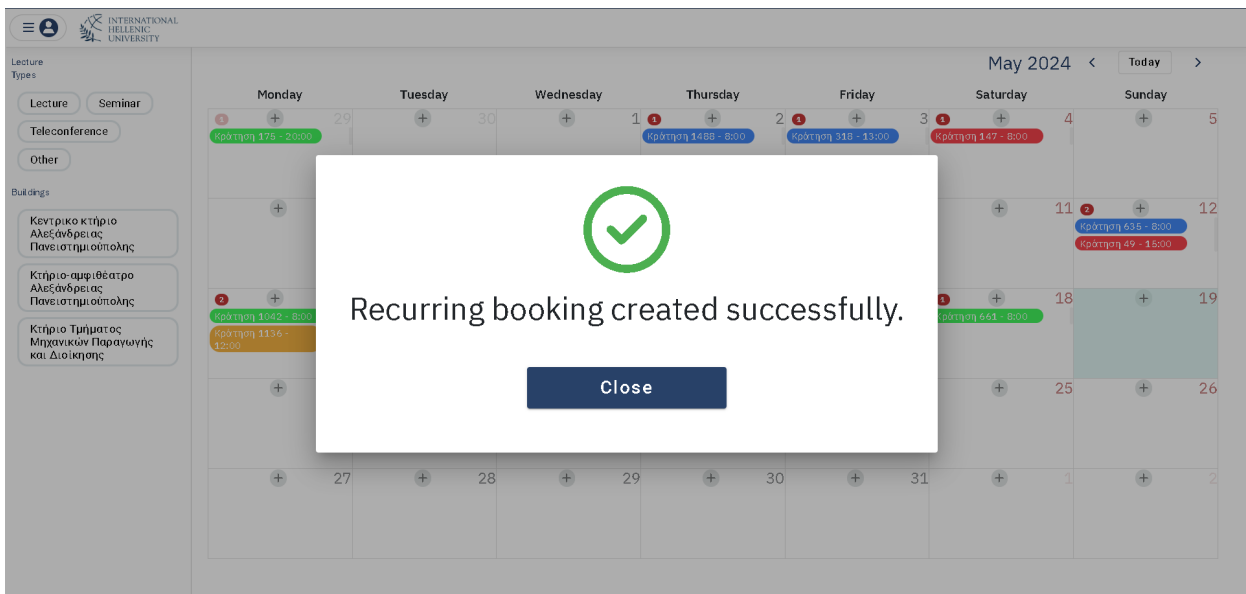 INTERNATIONAL
HELLENIC
UNIVERSITY
Lecture
Types
Lecture Seminar
Teleconference
Other
Buildings
Κεντρικο κτήριο
Αλεξάνδρειας
Πανειστημιούπολης
Κτήριο-αμφιθέατρο
Αλεξάνδρειας
Πανειστημιούπολης
Κτήριο Τμήματος
Μηχανικών Παραγωγής
και Διοίκησης
May 2024 < Today >
Monday Tuesday Wednesday Thursday Friday Saturday Sunday
1 + 29 + 30 + 1 1 + 2 1 + 3 1 + 4 + 5
Κράτηση 175 - 20:00 Κράτηση 1488 - 8:00 Κράτηση 318 - 13:00 Κράτηση 147 - 8:00
+ + 11 2 + 12
Κράτηση 635 - 8:00
Κράτηση 49 - 15:00
2 + 1 + 18 + 19
Κράτηση 1042 - 8:00 Κράτηση 661 - 8:00
Κράτηση 1136 -
12:00
Recurring booking created successfully.
Close
+ + 25 + 26
+ 27 + 28 + 29 + 30 + 31 + 1 + 2